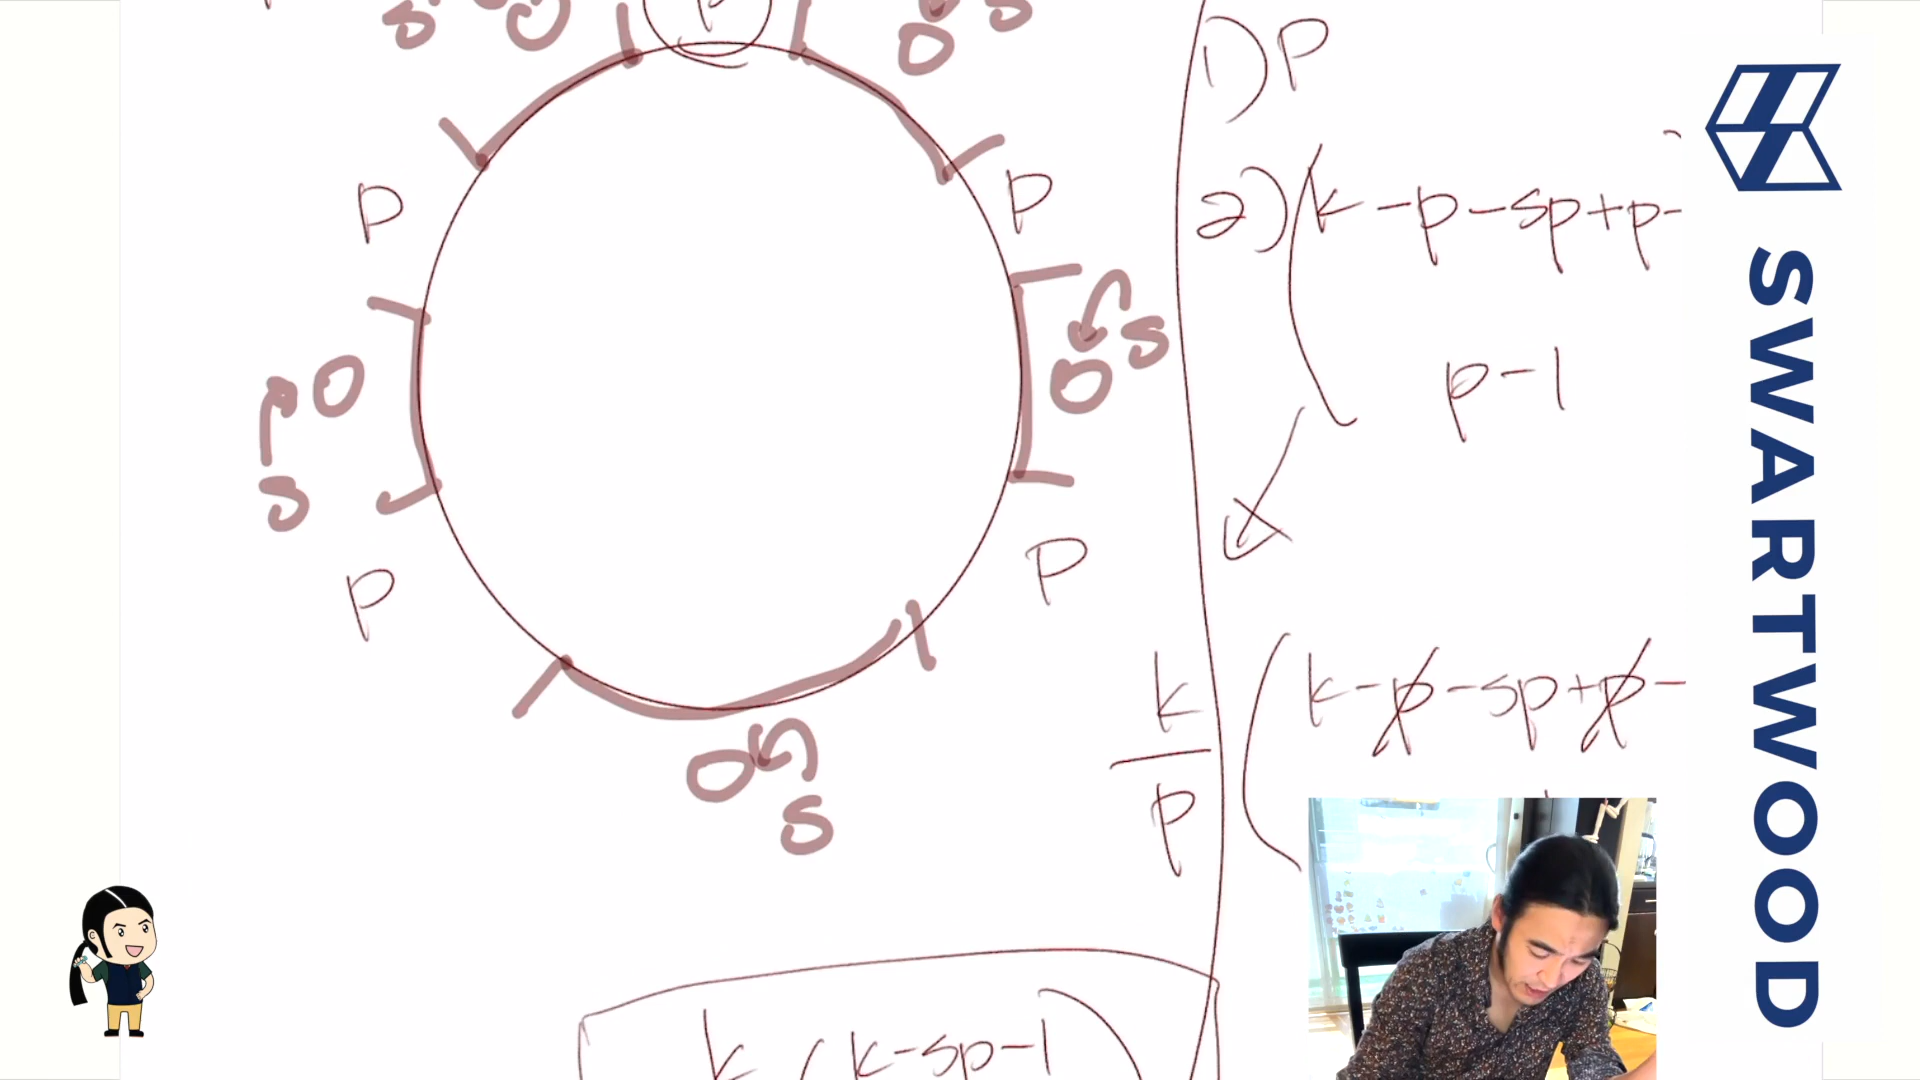 S O
P
O S
1) P
2) (k-p-sp+p-
p-1
P
P
O S
O
S
P
P
O
S
k
p
(k-p-sp+p-
k (k-sp-1)
SWARTWOOD